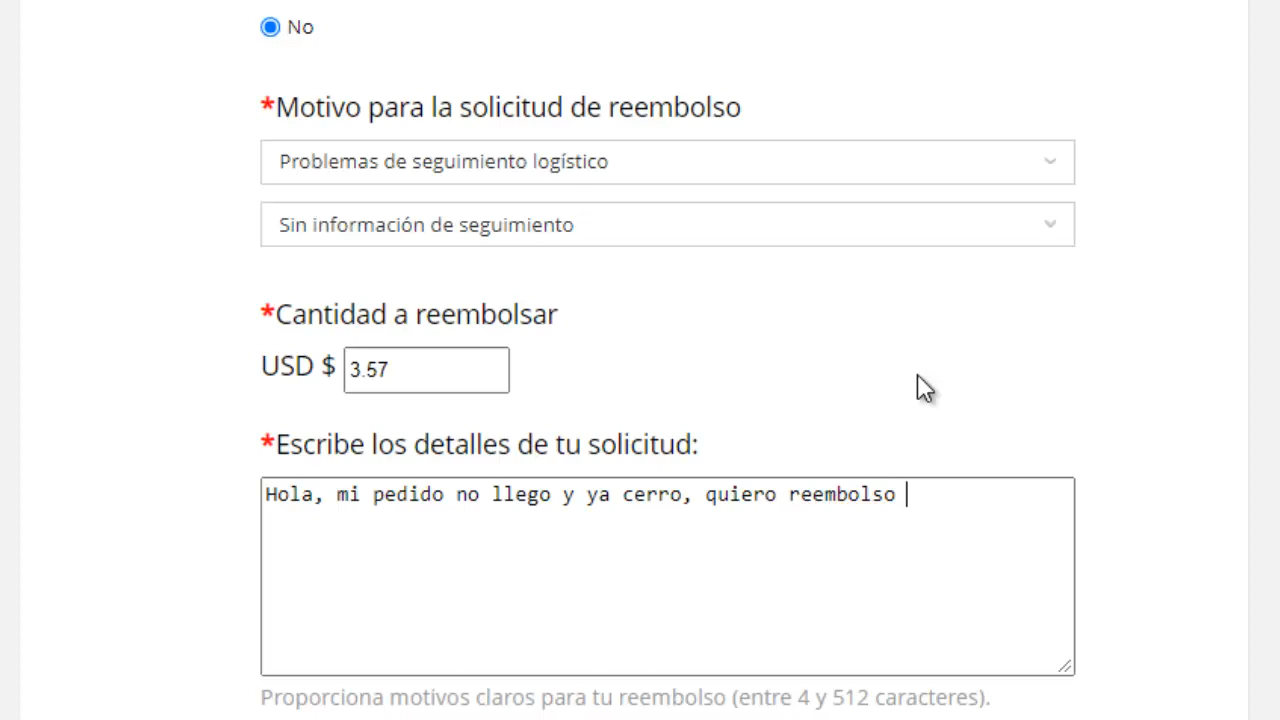 No
*Motivo para la solicitud de reembolso
Problemas de seguimiento logístico
Sin información de seguimiento
*Cantidad a reembolsar
USD $ 3.57
*Escribe los detalles de tu solicitud:
Hola, mi pedido no llego y ya cerro, quiero reembolso
Proporciona motivos claros para tu reembolso (entre 4 y 512 caracteres).